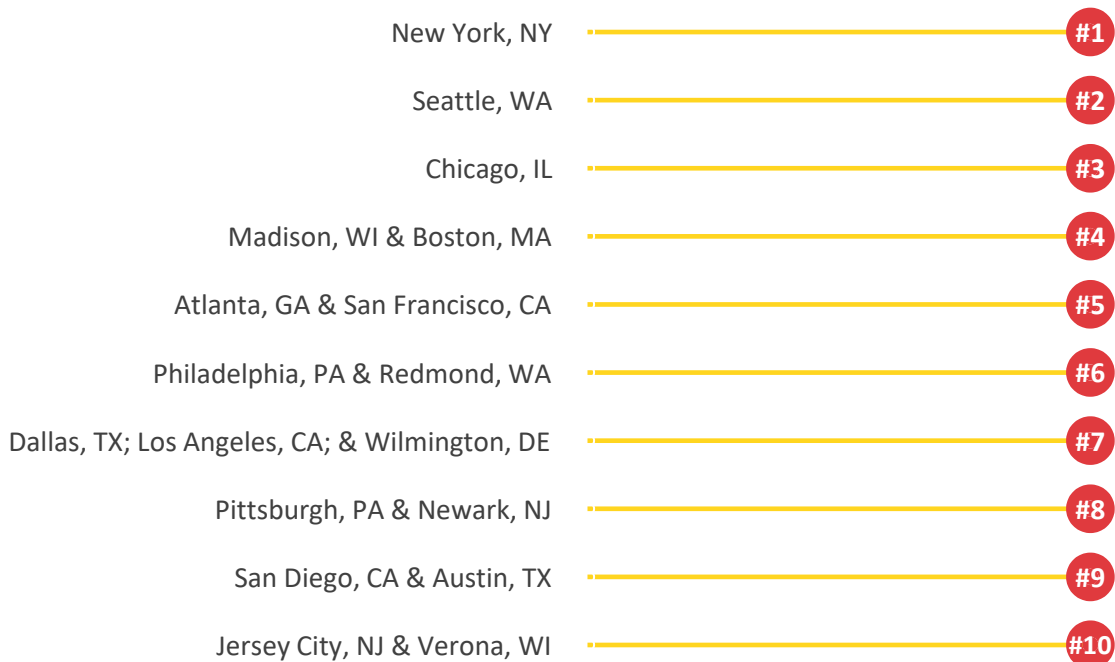 New York, NY #1
Seattle, WA #2
Chicago, IL #3
Madison, WI & Boston, MA #4
Atlanta, GA & San Francisco, CA #5
Philadelphia, PA & Redmond, WA #6
Dallas, TX; Los Angeles, CA; & Wilmington, DE #7
Pittsburgh, PA & Newark, NJ #8
San Diego, CA & Austin, TX #9
Jersey City, NJ & Verona, WI #10